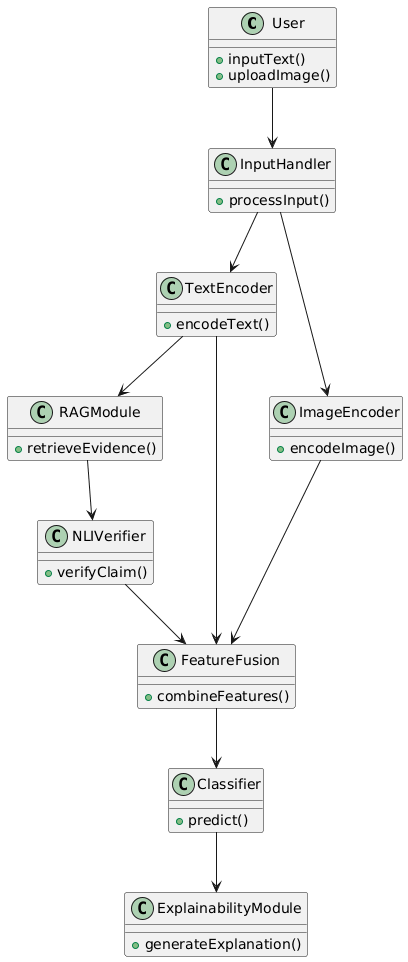 C User
inputText()
uploadImage()
C InputHandler
processInput()
C TextEncoder
encodeText()
C RAGModule
retrieveEvidence()
C ImageEncoder
encodeImage()
C NLIVerifier
verifyClaim()
C FeatureFusion
combineFeatures()
C Classifier
predict()
C ExplainabilityModule
generateExplanation()